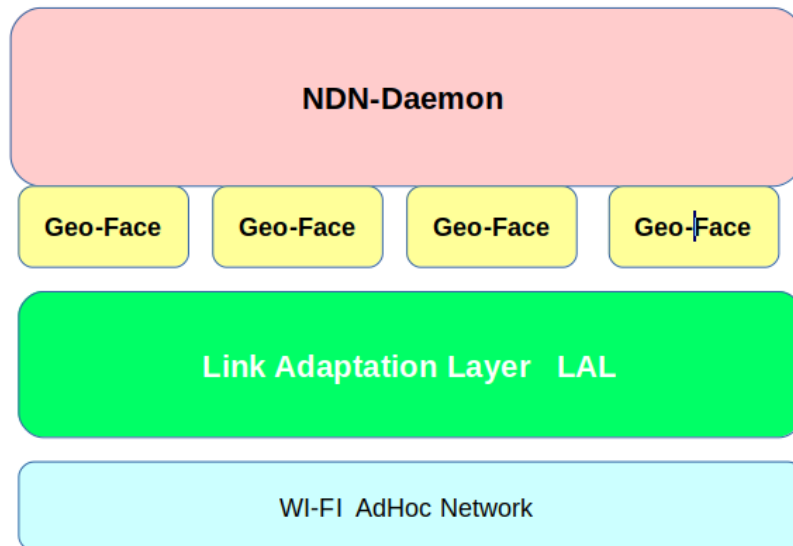 NDN-Daemon
Geo-Face Geo-Face Geo-Face Geo-Face
Link Adaptation Layer LAL
WI-FI AdHoc Network